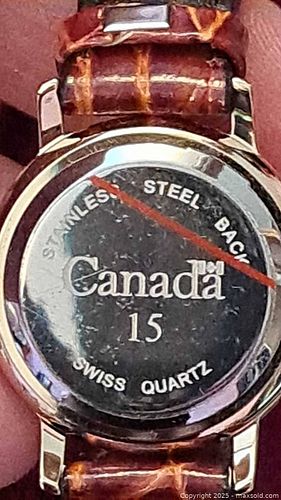 STAINLESS STEEL BACK
Canada
15
SWISS QUARTZ
Copyright 2025 - maxsold.com